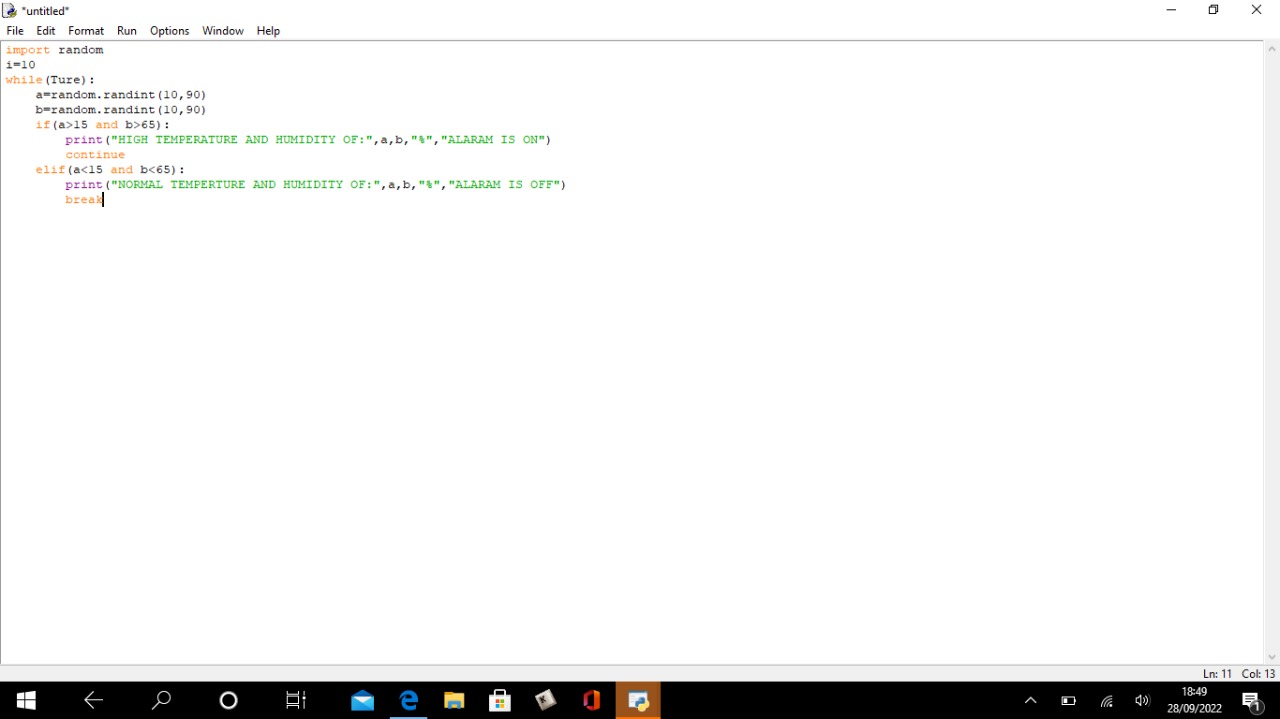 *untitled*
File Edit Format Run Options Window Help
import random
i=10
while(Ture):
    a=random.randint(10,90)
    b=random.randint(10,90)
    if(a>15 and b>65):
        print("HIGH TEMPERATURE AND HUMIDITY OF:",a,b,"%","ALARAM IS ON")
        continue
    elif(a<15 and b<65):
        print("NORMAL TEMPERTURE AND HUMIDITY OF:",a,b,"%","ALARAM IS OFF")
        break
Ln: 11 Col: 13
18:49
28/09/2022
1